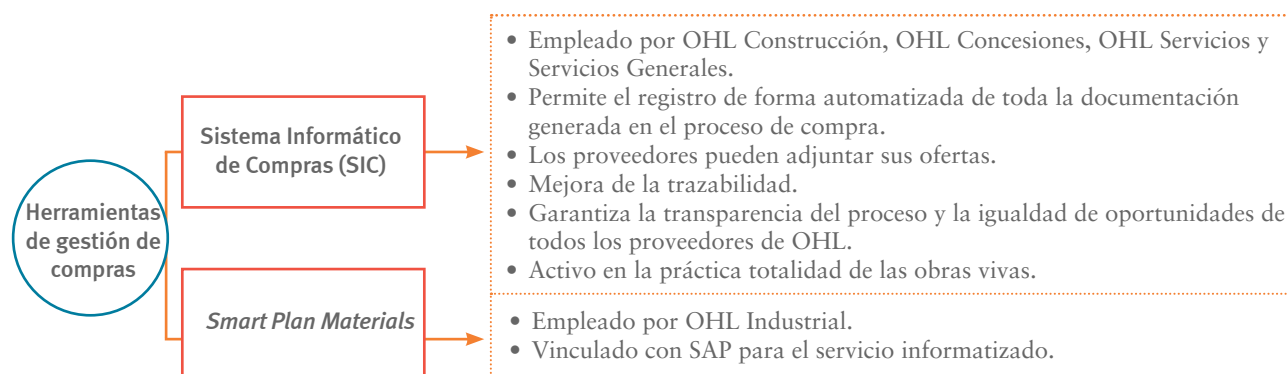 Herramientas
de gestión de
compras
Sistema Informático
de Compras (SIC)
• Empleado por OHL Construcción, OHL Concesiones, OHL Servicios y
Servicios Generales.
• Permite el registro de forma automatizada de toda la documentación
generada en el proceso de compra.
• Los proveedores pueden adjuntar sus ofertas.
• Mejora de la trazabilidad.
• Garantiza la transparencia del proceso y la igualdad de oportunidades de
todos los proveedores de OHL.
• Activo en la práctica totalidad de las obras vivas.
Smart Plan Materials
• Empleado por OHL Industrial.
• Vinculado con SAP para el servicio informatizado.